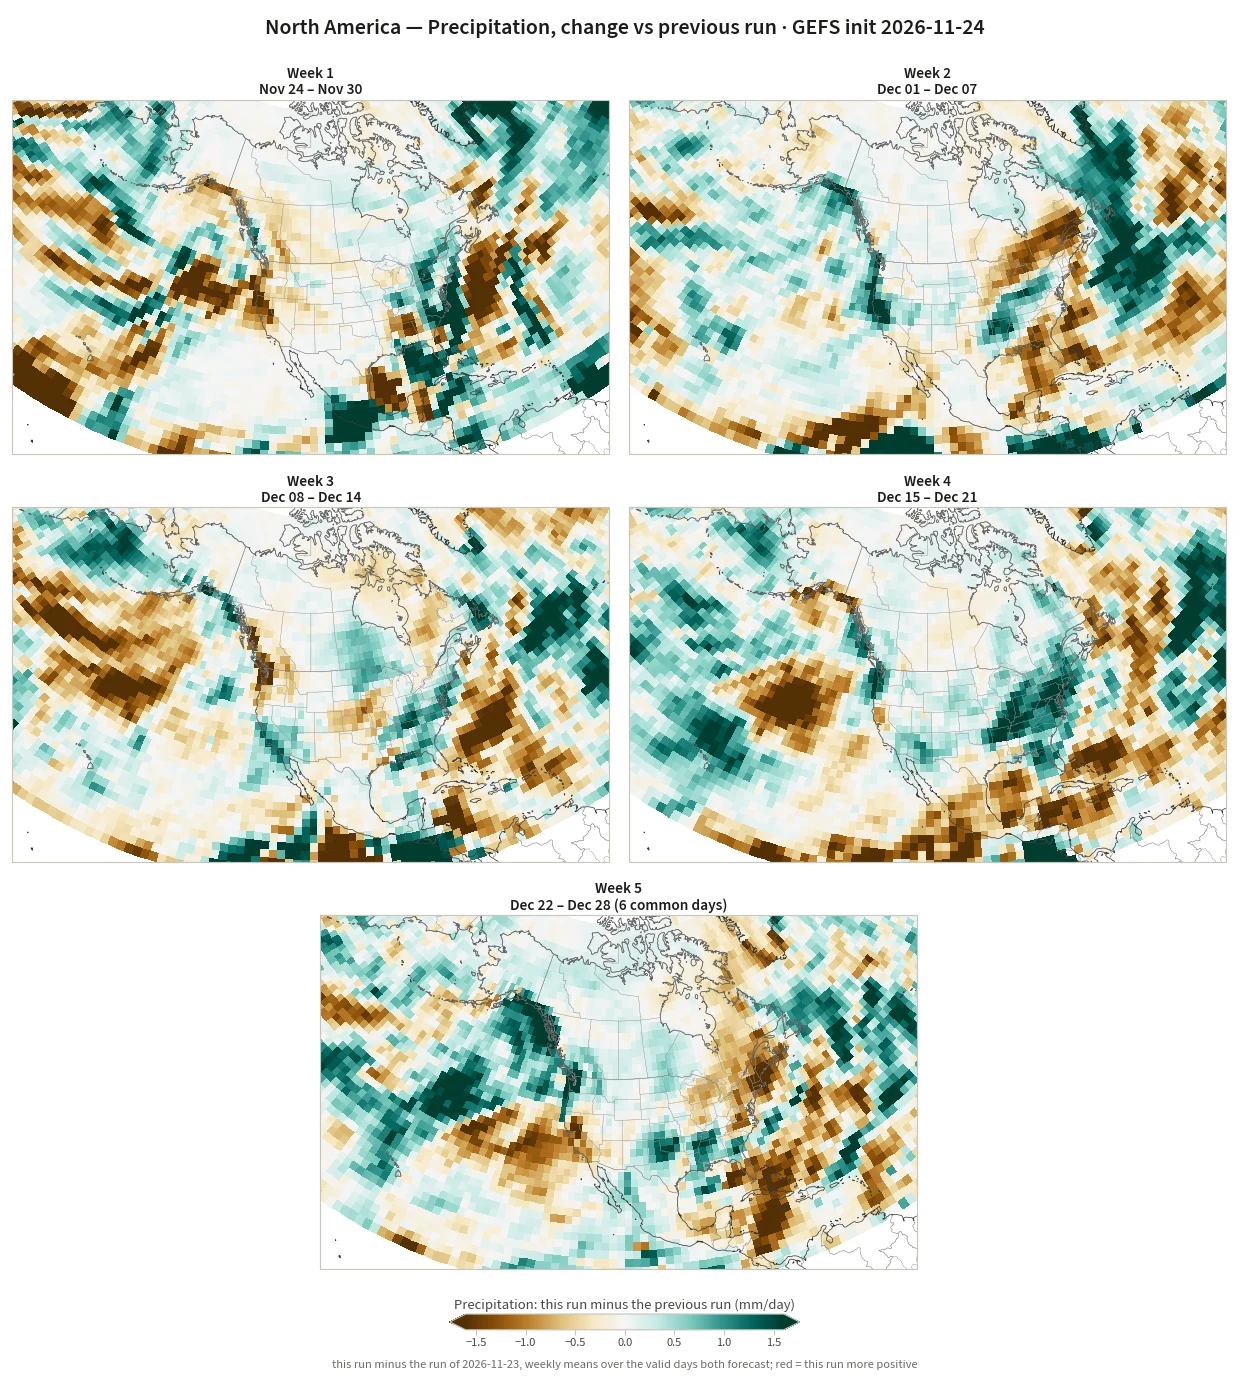 North America — Precipitation, change vs previous run · GEFS init 2026-11-24
Week 1
Nov 24 – Nov 30
Week 2
Dec 01 – Dec 07
Week 3
Dec 08 – Dec 14
Week 4
Dec 15 – Dec 21
Week 5
Dec 22 – Dec 28 (6 common days)
Precipitation: this run minus the previous run (mm/day)
−1.5 −1.0 −0.5 0.0 0.5 1.0 1.5
this run minus the run of 2026-11-23, weekly means over the valid days both forecast; red = this run more positive